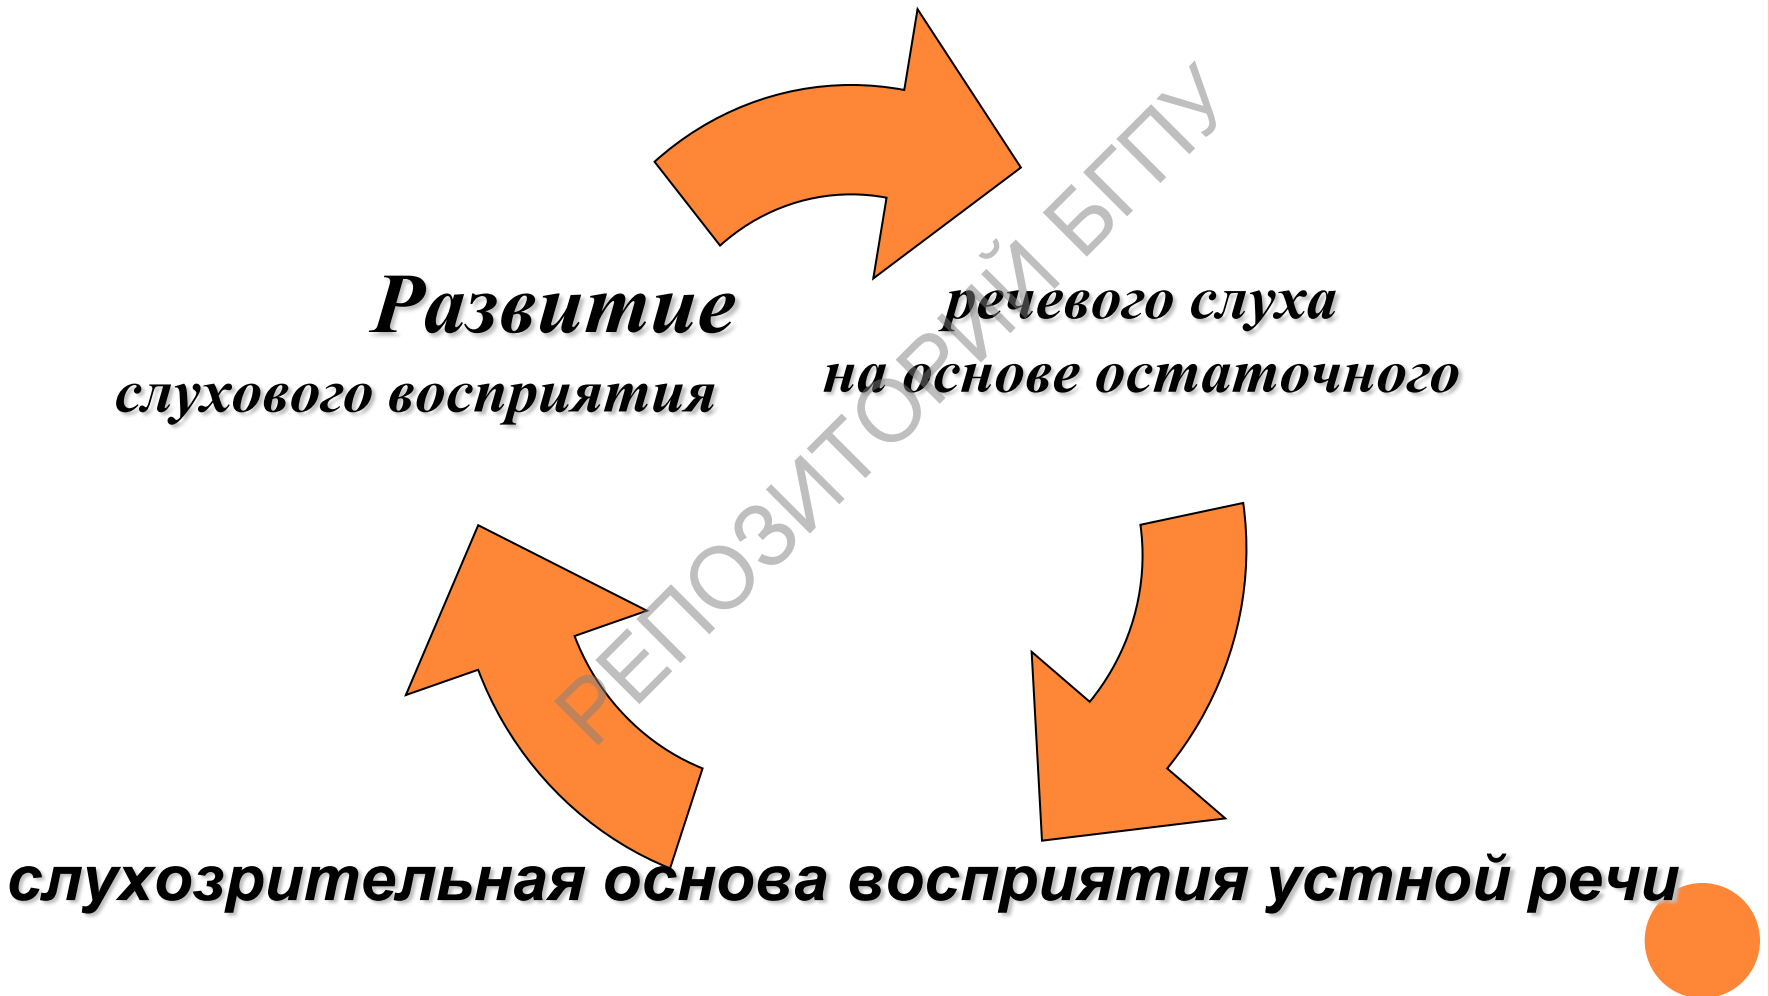 Развитие
слухового восприятия
речевого слуха
на основе остаточного
слухозрительная основа восприятия устной речи
РЕПОЗИТОРИЙ БГПУ